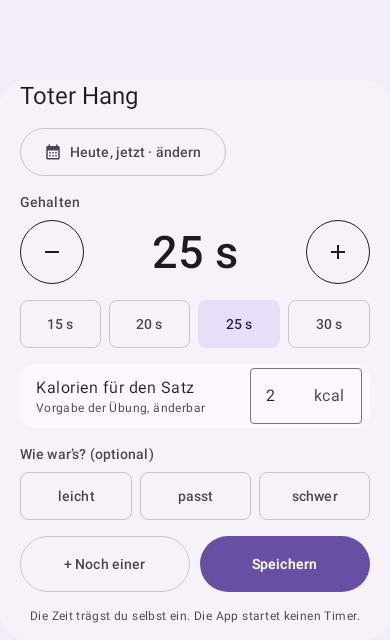 Toter Hang
Heute, jetzt · ändern
Gehalten
25 s
15 s 20 s 25 s 30 s
Kalorien für den Satz
Vorgabe der Übung, änderbar
2 kcal
Wie war's? (optional)
leicht passt schwer
+ Noch einer Speichern
Die Zeit trägst du selbst ein. Die App startet keinen Timer.